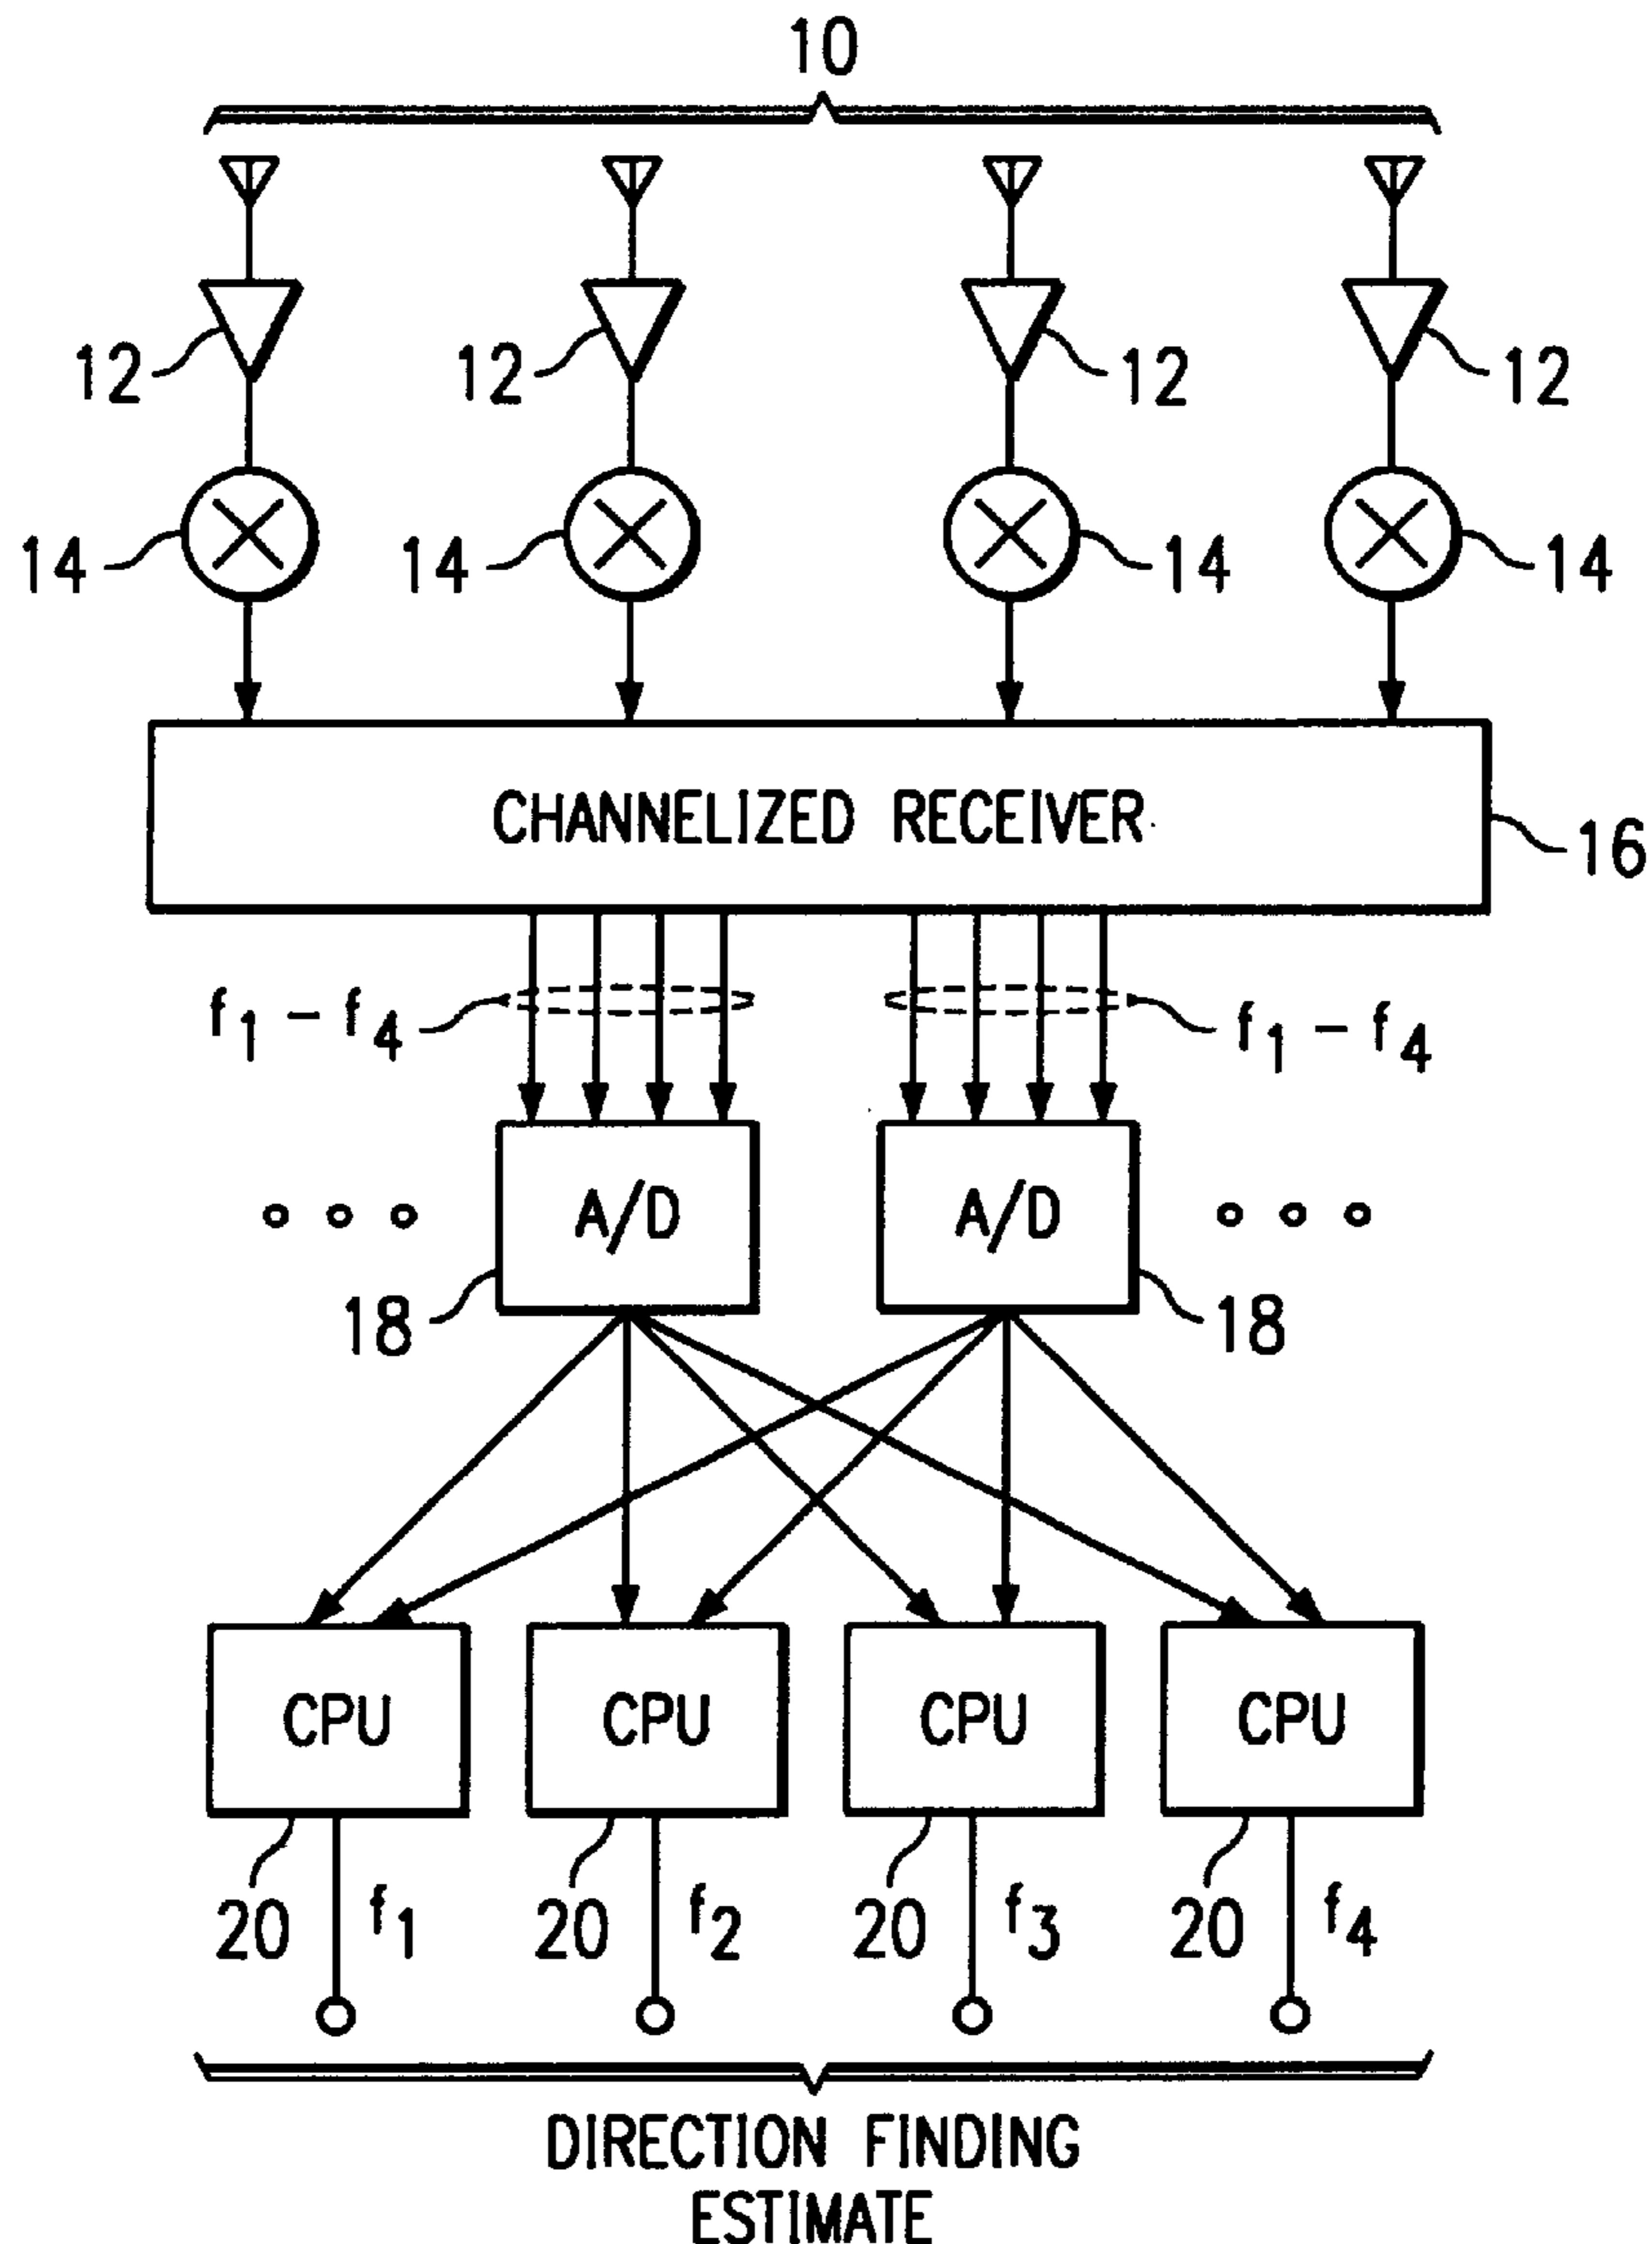 10
12 12 12 12
14 14 14 14
CHANNELIZED RECEIVER
16
f1 – f4 f1 – f4
A/D A/D
18 18
CPU CPU CPU CPU
20 f1 20 f2 20 f3 20 f4
DIRECTION FINDING
ESTIMATE